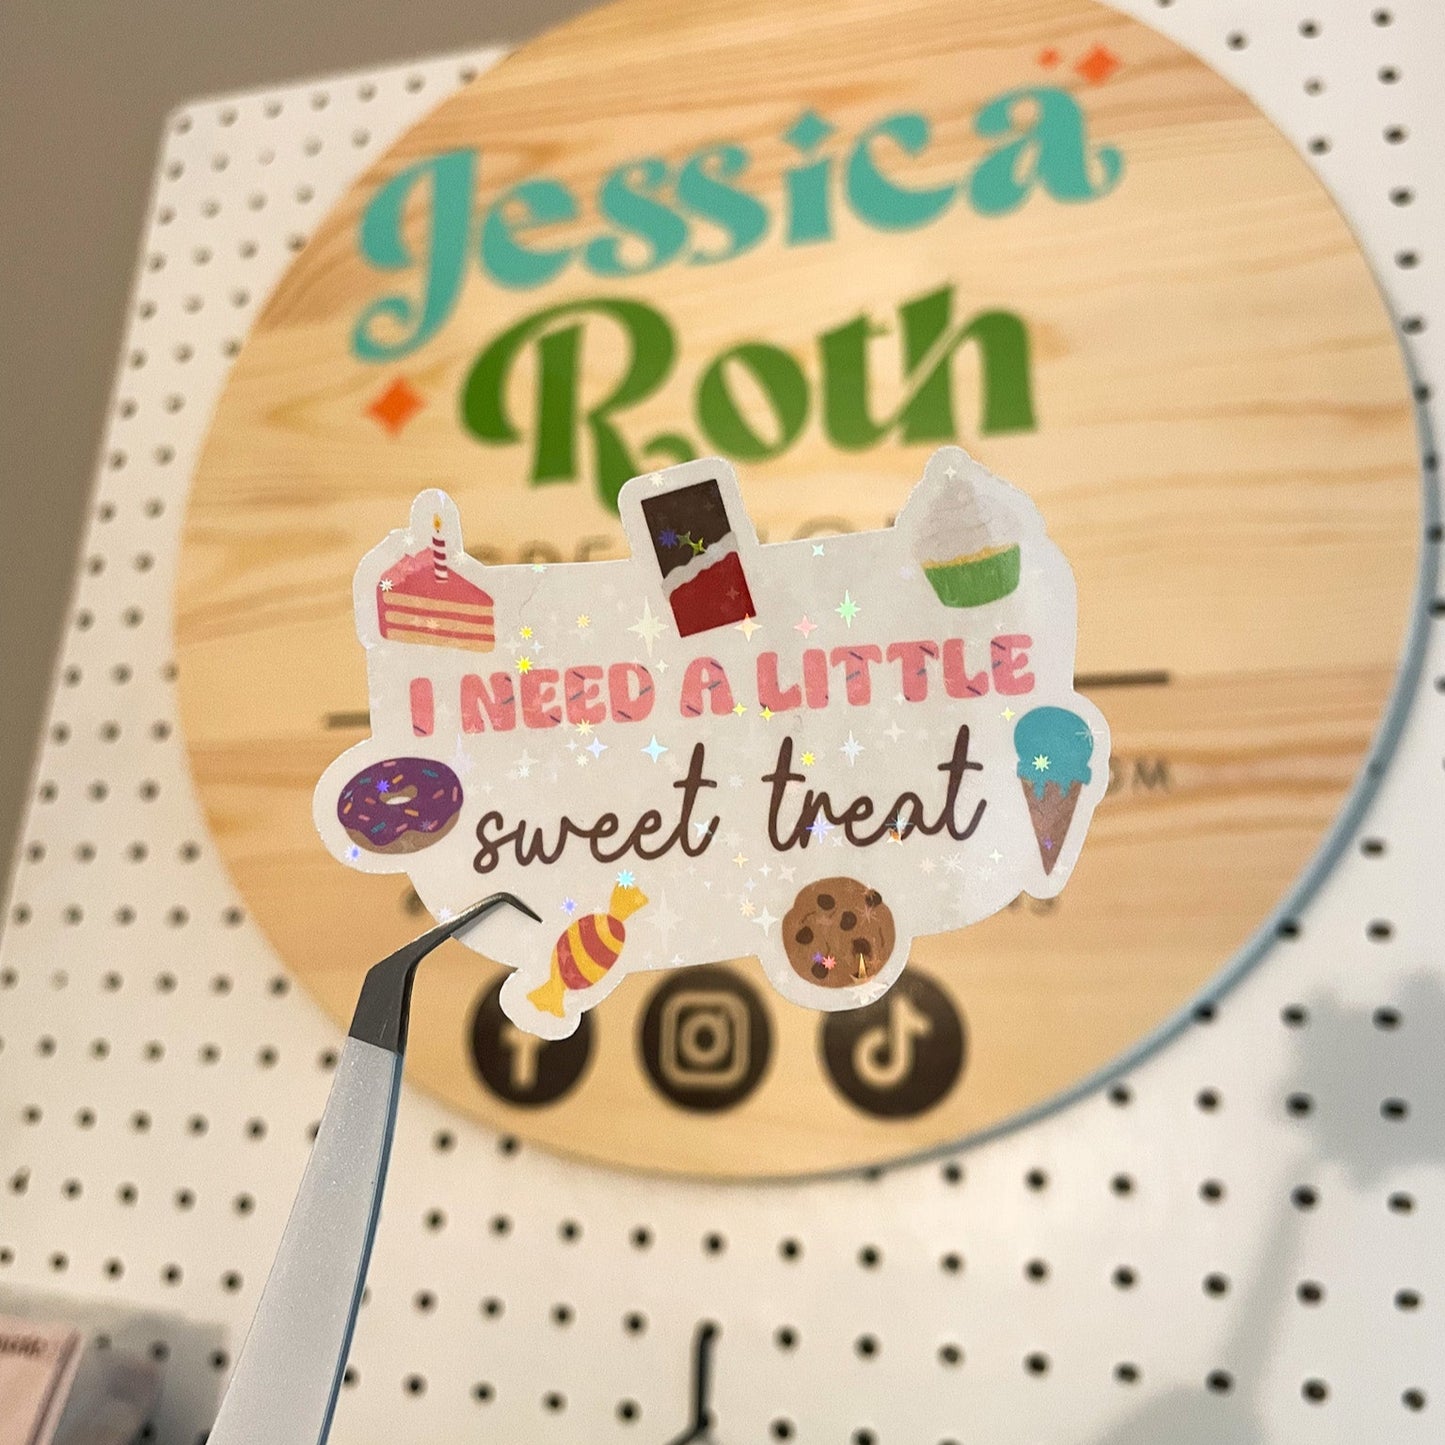 Jessica
Roth
I NEED A LITTLE
sweet treat